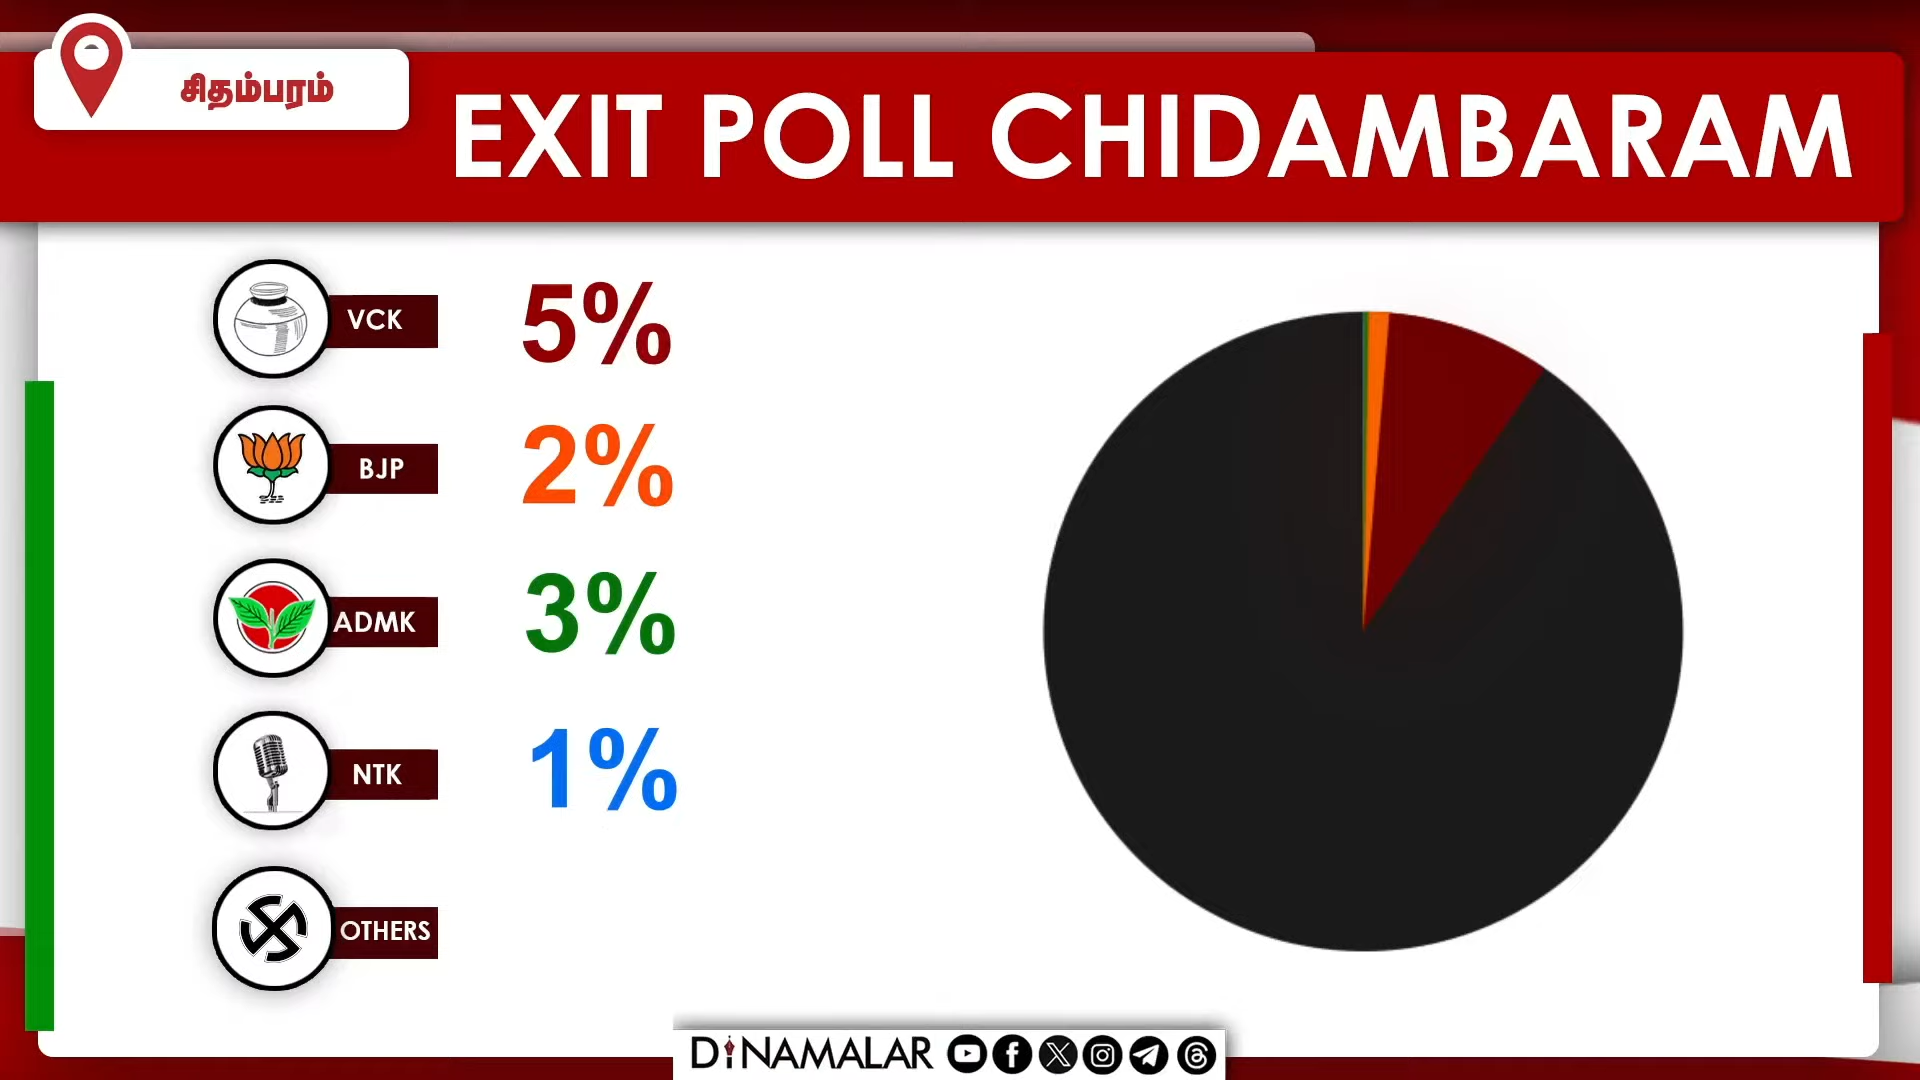 சிதம்பரம்
EXIT POLL CHIDAMBARAM
VCK 5%
BJP 2%
ADMK 3%
NTK 1%
OTHERS
DINAMALAR